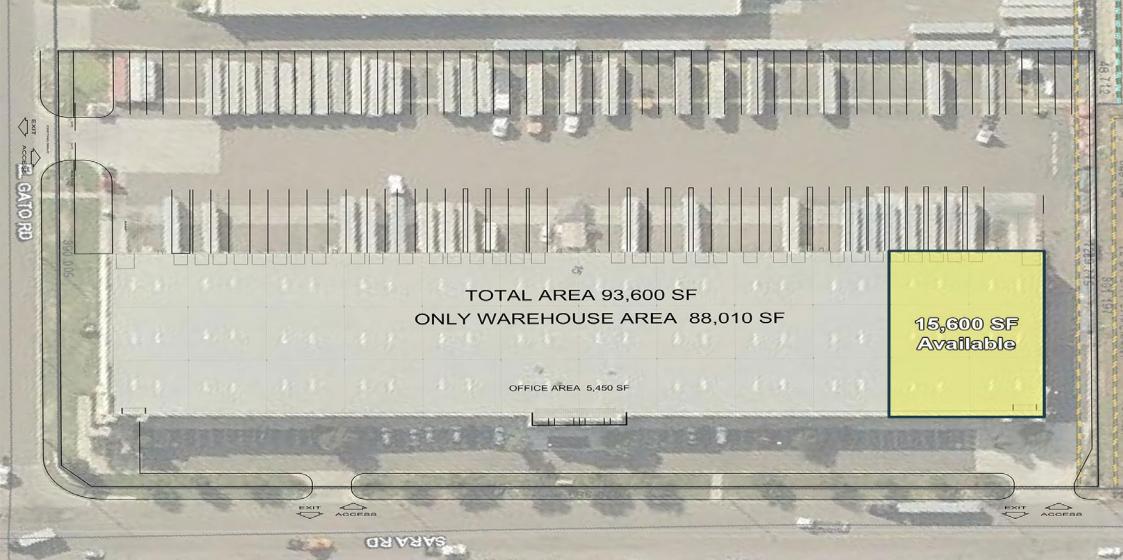 EXIT
ACCESS
EL GATO RD
TOTAL AREA 93,600 SF
ONLY WAREHOUSE AREA 88,010 SF
15,600 SF
Available
OFFICE AREA 5,450 SF
EXIT
ACCESS
EXIT
ACCESS
SARA RD